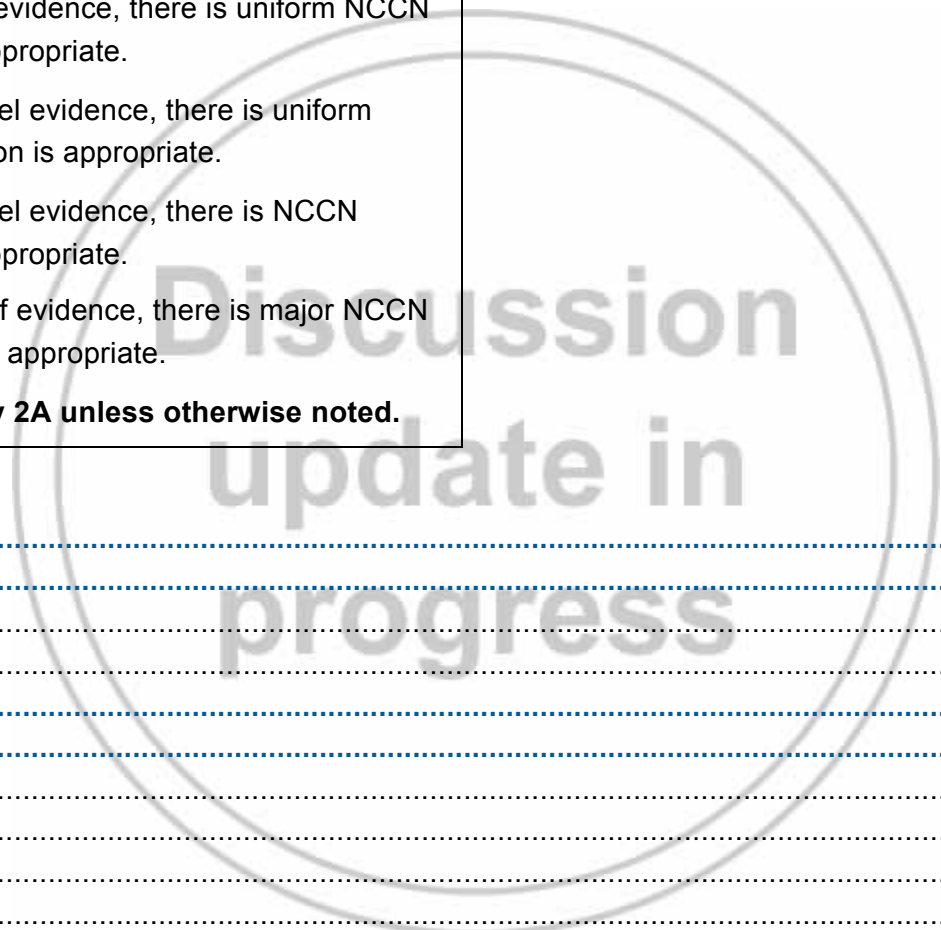 evidence, there is uniform NCCN
propriate.
el evidence, there is uniform
on is appropriate.
el evidence, there is NCCN
propriate.
f evidence, there is major NCCN
appropriate.
2A unless otherwise noted.
Discussion
update in
progress